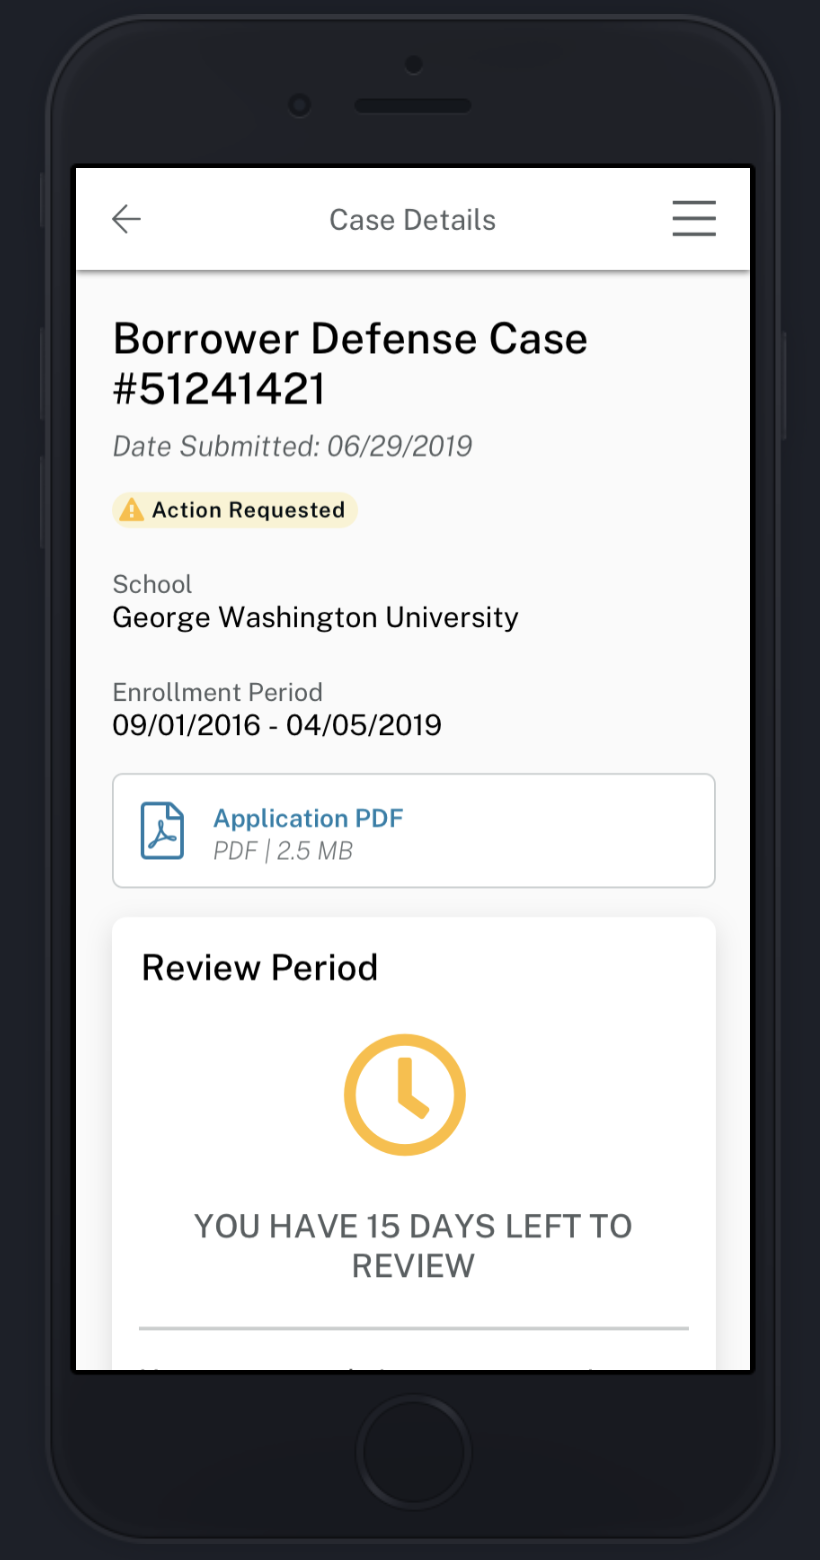 Case Details
Borrower Defense Case
#51241421
Date Submitted: 06/29/2019
Action Requested
School
George Washington University
Enrollment Period
09/01/2016 - 04/05/2019
Application PDF
PDF | 2.5 MB
Review Period
YOU HAVE 15 DAYS LEFT TO
REVIEW